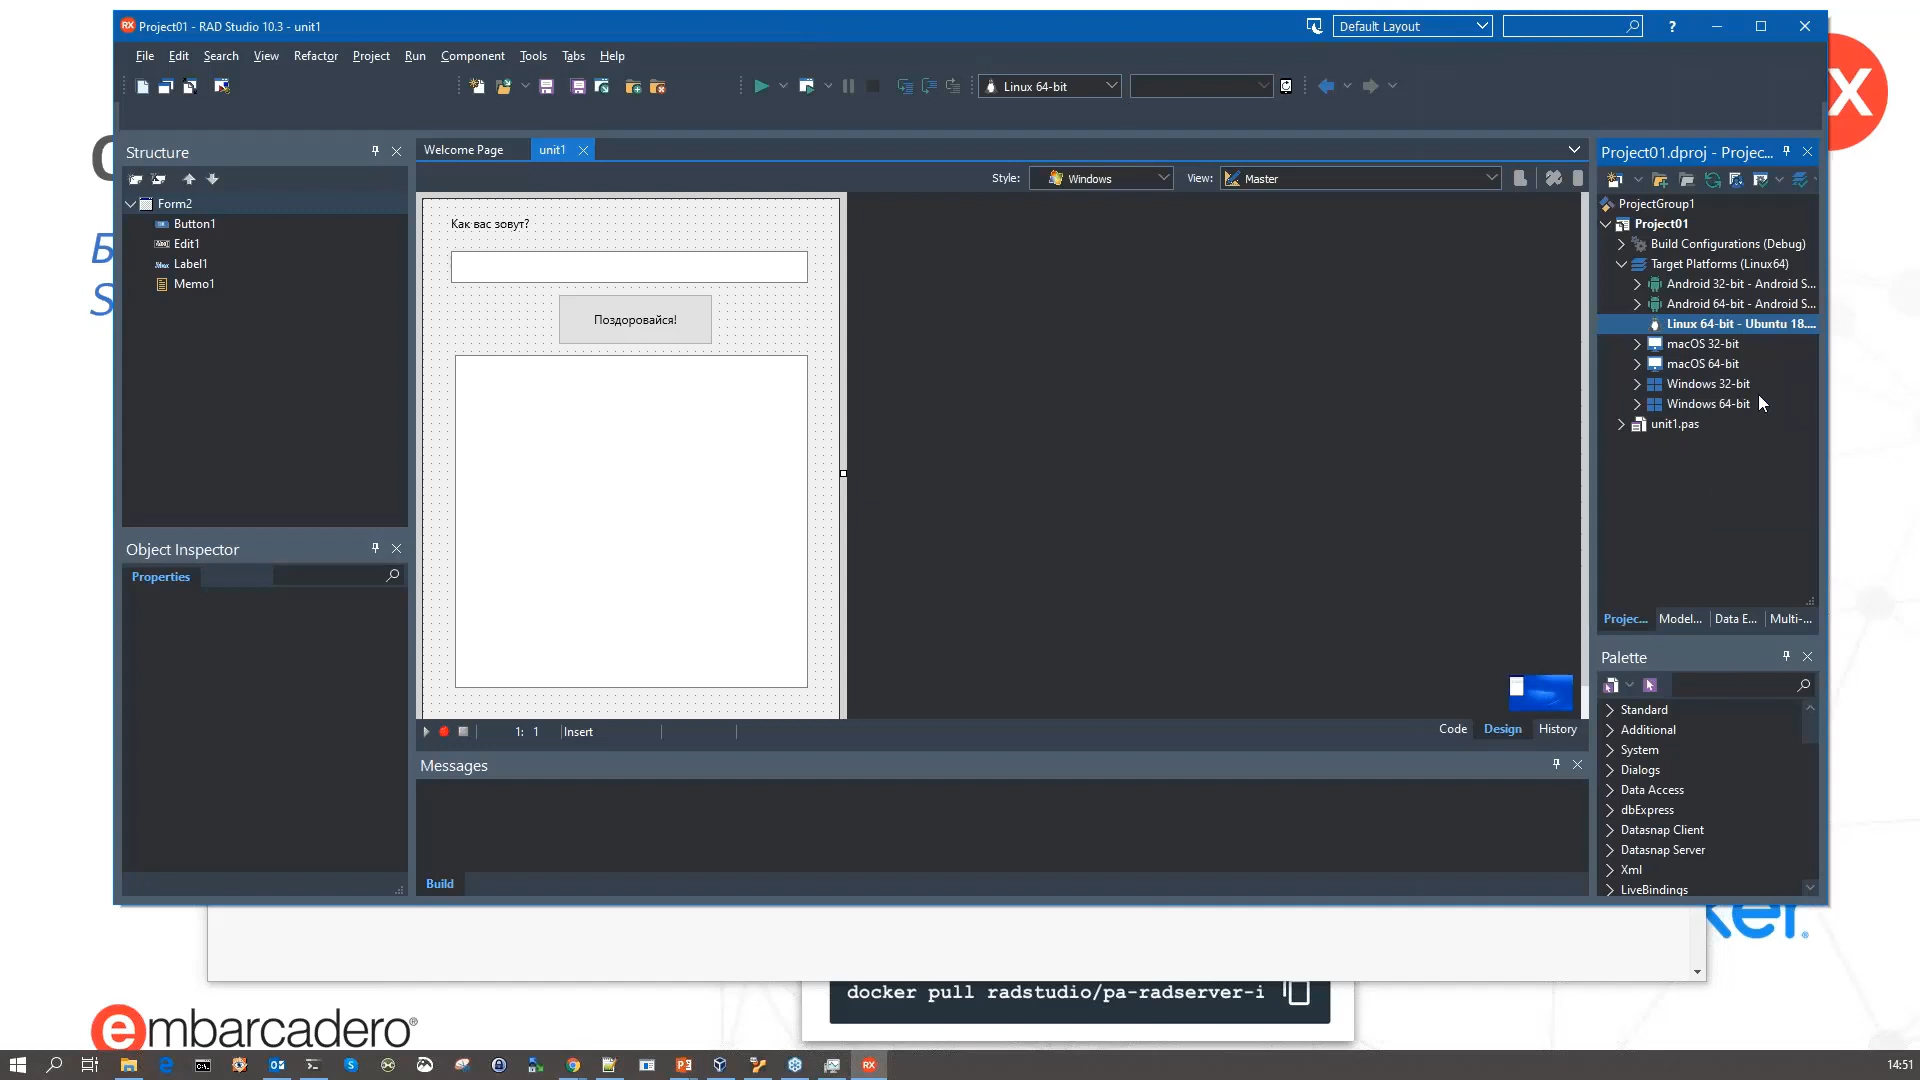 Project01 - RAD Studio 10.3 - unit1
Default Layout
?
File Edit Search View Refactor Project Run Component Tools Tabs Help
Linux 64-bit
Structure
Form2
Button1
Edit1
Label1
Memo1
Object Inspector
Properties
Welcome Page
unit1
Style:
Windows
View:
Master
Как вас зовут?
Поздоровайся!
1: 1
Insert
Code
Design
History
Messages
Build
Project01.dproj - Projec...
ProjectGroup1
Project01
Build Configurations (Debug)
Target Platforms (Linux64)
Android 32-bit - Android S...
Android 64-bit - Android S...
Linux 64-bit - Ubuntu 18....
macOS 32-bit
macOS 64-bit
Windows 32-bit
Windows 64-bit
unit1.pas
Projec...
Model...
Data E...
Multi-...
Palette
Standard
Additional
System
Dialogs
Data Access
dbExpress
Datasnap Client
Datasnap Server
Xml
LiveBindings
docker pull radstudio/pa-radserver-i
embarcadero®
14:51